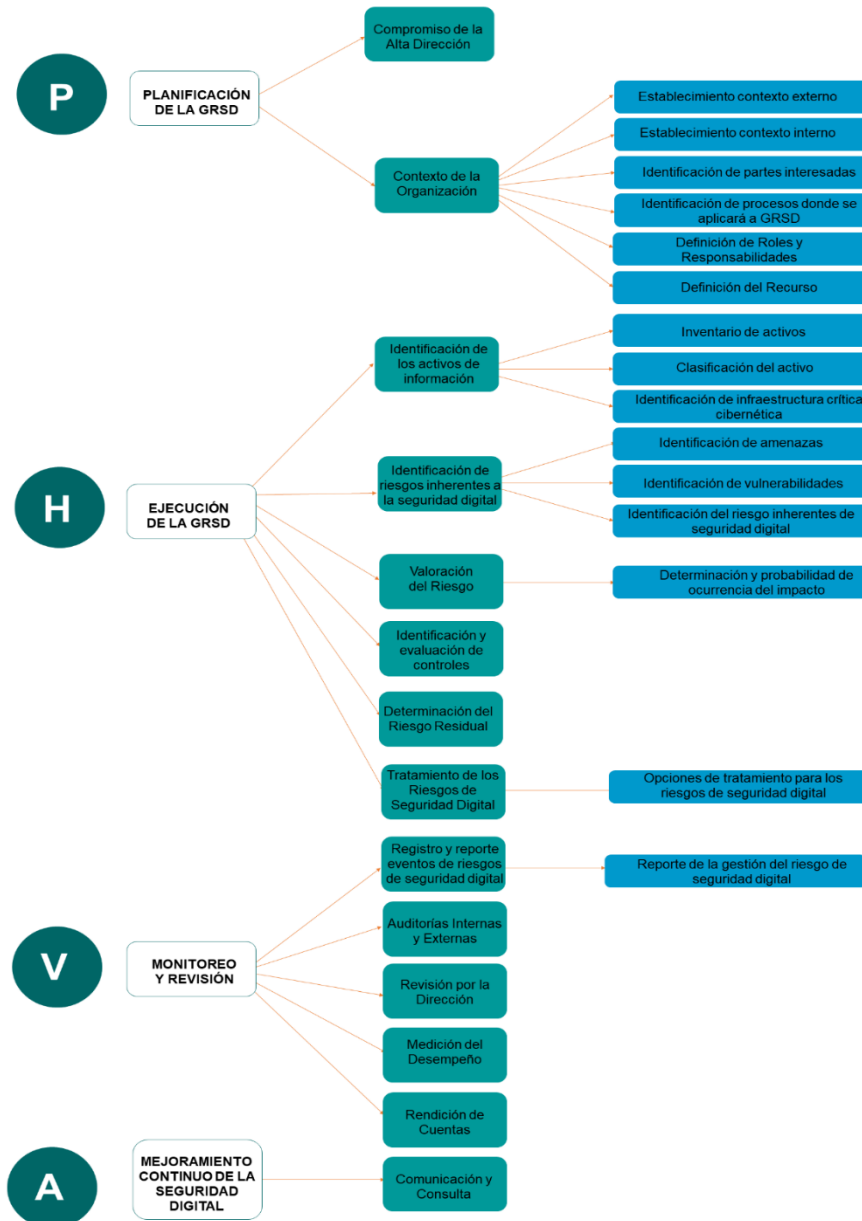 P
PLANIFICACIÓN
DE LA GRSD
Compromiso de la
Alta Dirección
Contexto de la
Organización
Establecimiento contexto externo
Establecimiento contexto interno
Identificación de partes interesadas
Identificación de procesos donde se
aplicará a GRSD
Definición de Roles y
Responsabilidades
Definición del Recurso
H
EJECUCIÓN
DE LA GRSD
Identificación de
los activos de
información
Inventario de activos
Clasificación del activo
Identificación de infraestructura crítica
cibernética
Identificación de
riesgos inherentes a
la seguridad digital
Identificación de amenazas
Identificación de vulnerabilidades
Identificación del riesgo inherentes de
seguridad digital
Valoración
del Riesgo
Determinación y probabilidad de
ocurrencia del impacto
Identificación y
evaluación de
controles
Determinación del
Riesgo Residual
Tratamiento de los
Riesgos de
Seguridad Digital
Opciones de tratamiento para los
riesgos de seguridad digital
V
MONITOREO
Y REVISIÓN
Registro y reporte
eventos de riesgos
de seguridad digital
Reporte de la gestión del riesgo de
seguridad digital
Auditorías Internas
y Externas
Revisión por la
Dirección
Medición del
Desempeño
Rendición de
Cuentas
A
MEJORAMIENTO
CONTINUO DE LA
SEGURIDAD
DIGITAL
Comunicación y
Consulta